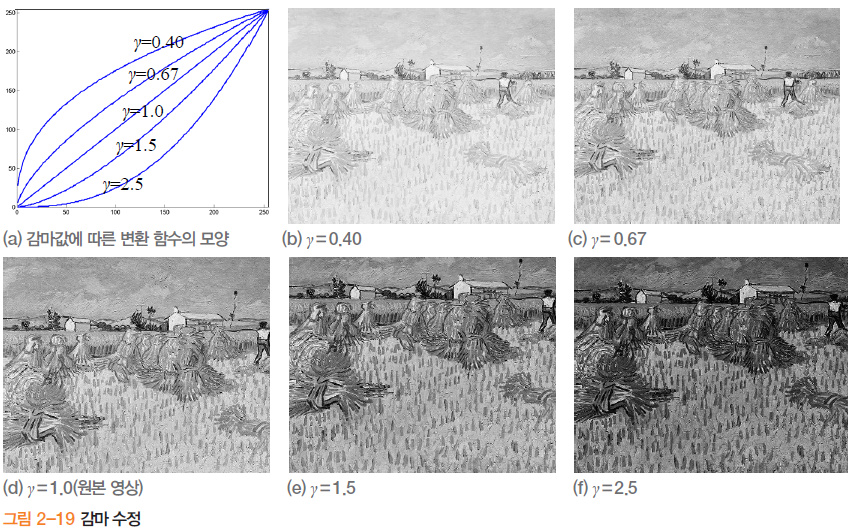 250
200
150
100
50
0
γ=0.40
γ=0.67
γ=1.0
γ=1.5
γ=2.5
0 50 100 150 200 250
(a) 감마값에 따른 변환 함수의 모양
(b) γ=0.40
(c) γ=0.67
(d) γ=1.0(원본 영상)
(e) γ=1.5
(f) γ=2.5
그림 2-19 감마 수정